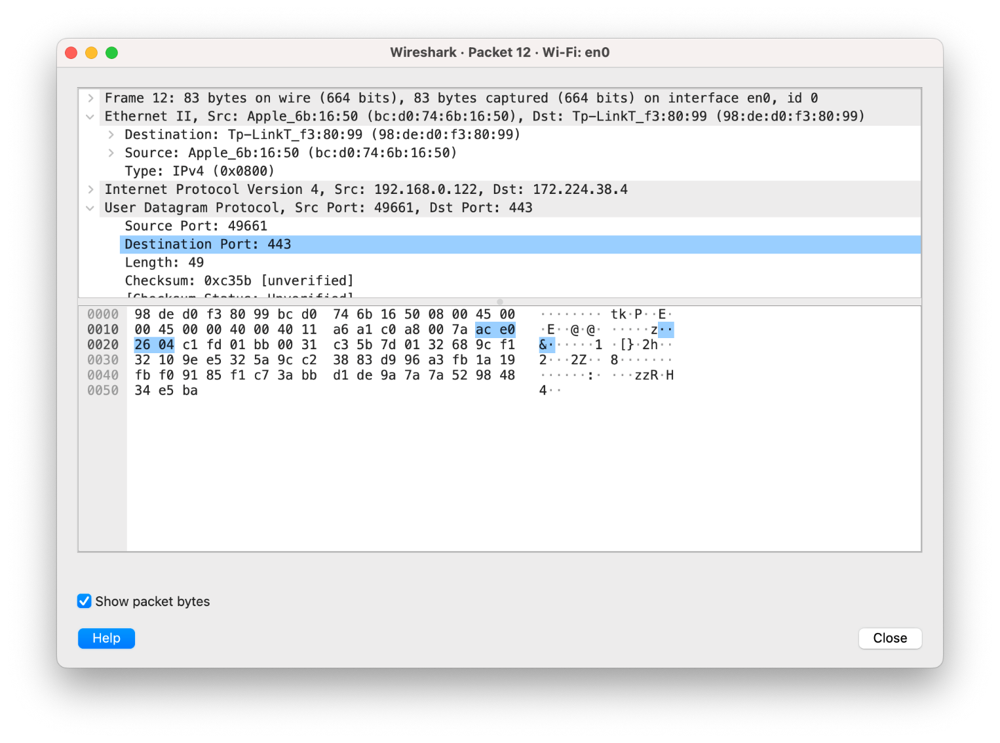 Wireshark · Packet 12 · Wi-Fi: en0
Frame 12: 83 bytes on wire (664 bits), 83 bytes captured (664 bits) on interface en0, id 0
Ethernet II, Src: Apple_6b:16:50 (bc:d0:74:6b:16:50), Dst: Tp-LinkT_f3:80:99 (98:de:d0:f3:80:99)
Destination: Tp-LinkT_f3:80:99 (98:de:d0:f3:80:99)
Source: Apple_6b:16:50 (bc:d0:74:6b:16:50)
Type: IPv4 (0x0800)
Internet Protocol Version 4, Src: 192.168.0.122, Dst: 172.224.38.4
User Datagram Protocol, Src Port: 49661, Dst Port: 443
Source Port: 49661
Destination Port: 443
Length: 49
Checksum: 0xc35b [unverified]
[Checksum Status: Unverified]
0000 98 de d0 f3 80 99 bc d0 74 6b 16 50 08 00 45 00 ········ tk·P··E·
0010 00 45 00 00 40 00 40 11 a6 a1 c0 a8 00 7a ac e0 ·E··@·@· ·····z··
0020 26 04 c1 fd 01 bb 00 31 c3 5b 7d 01 32 68 9c f1 &······1 ·[}·2h··
0030 32 10 9e e5 32 5a 9c c2 38 83 d9 96 a3 fb 1a 19 2···2Z·· 8·······
0040 fb f0 91 85 f1 c7 3a bb d1 de 9a 7a 7a 52 98 48 ······:· ···zzR·H
0050 34 e5 ba 4··
Show packet bytes
Help
Close